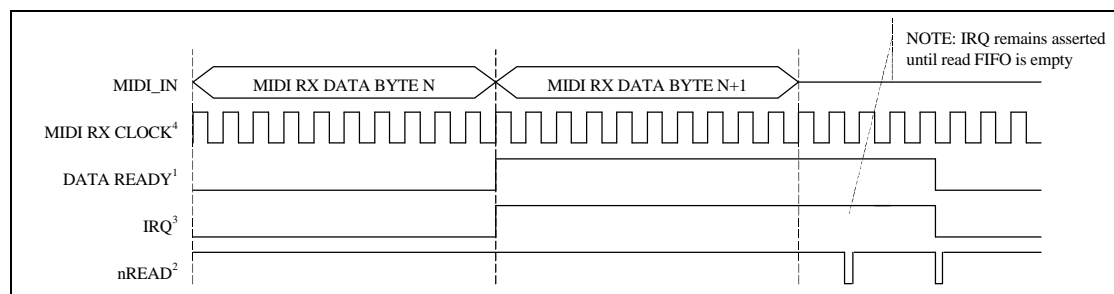 NOTE: IRQ remains asserted
until read FIFO is empty
MIDI_IN
MIDI RX DATA BYTE N
MIDI RX DATA BYTE N+1
MIDI RX CLOCK⁴
DATA READY¹
IRQ³
nREAD²